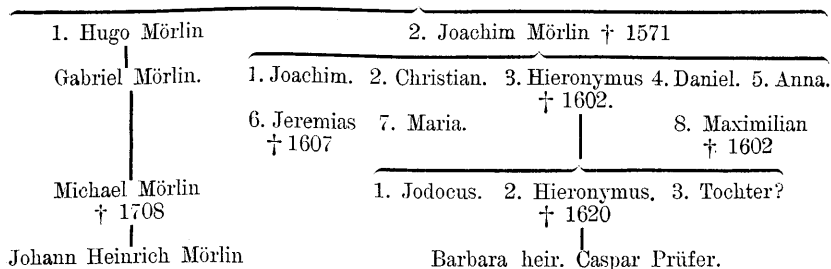 1. Hugo Mörlin 2. Joachim Mörlin † 1571
Gabriel Mörlin. 1. Joachim. 2. Christian. 3. Hieronymus 4. Daniel. 5. Anna.
† 1602.
6. Jeremias 7. Maria. 8. Maximilian
† 1607 † 1602
Michael Mörlin 1. Jodocus. 2. Hieronymus. 3. Tochter?
† 1708 † 1620
Johann Heinrich Mörlin Barbara heir. Caspar Prüfer.